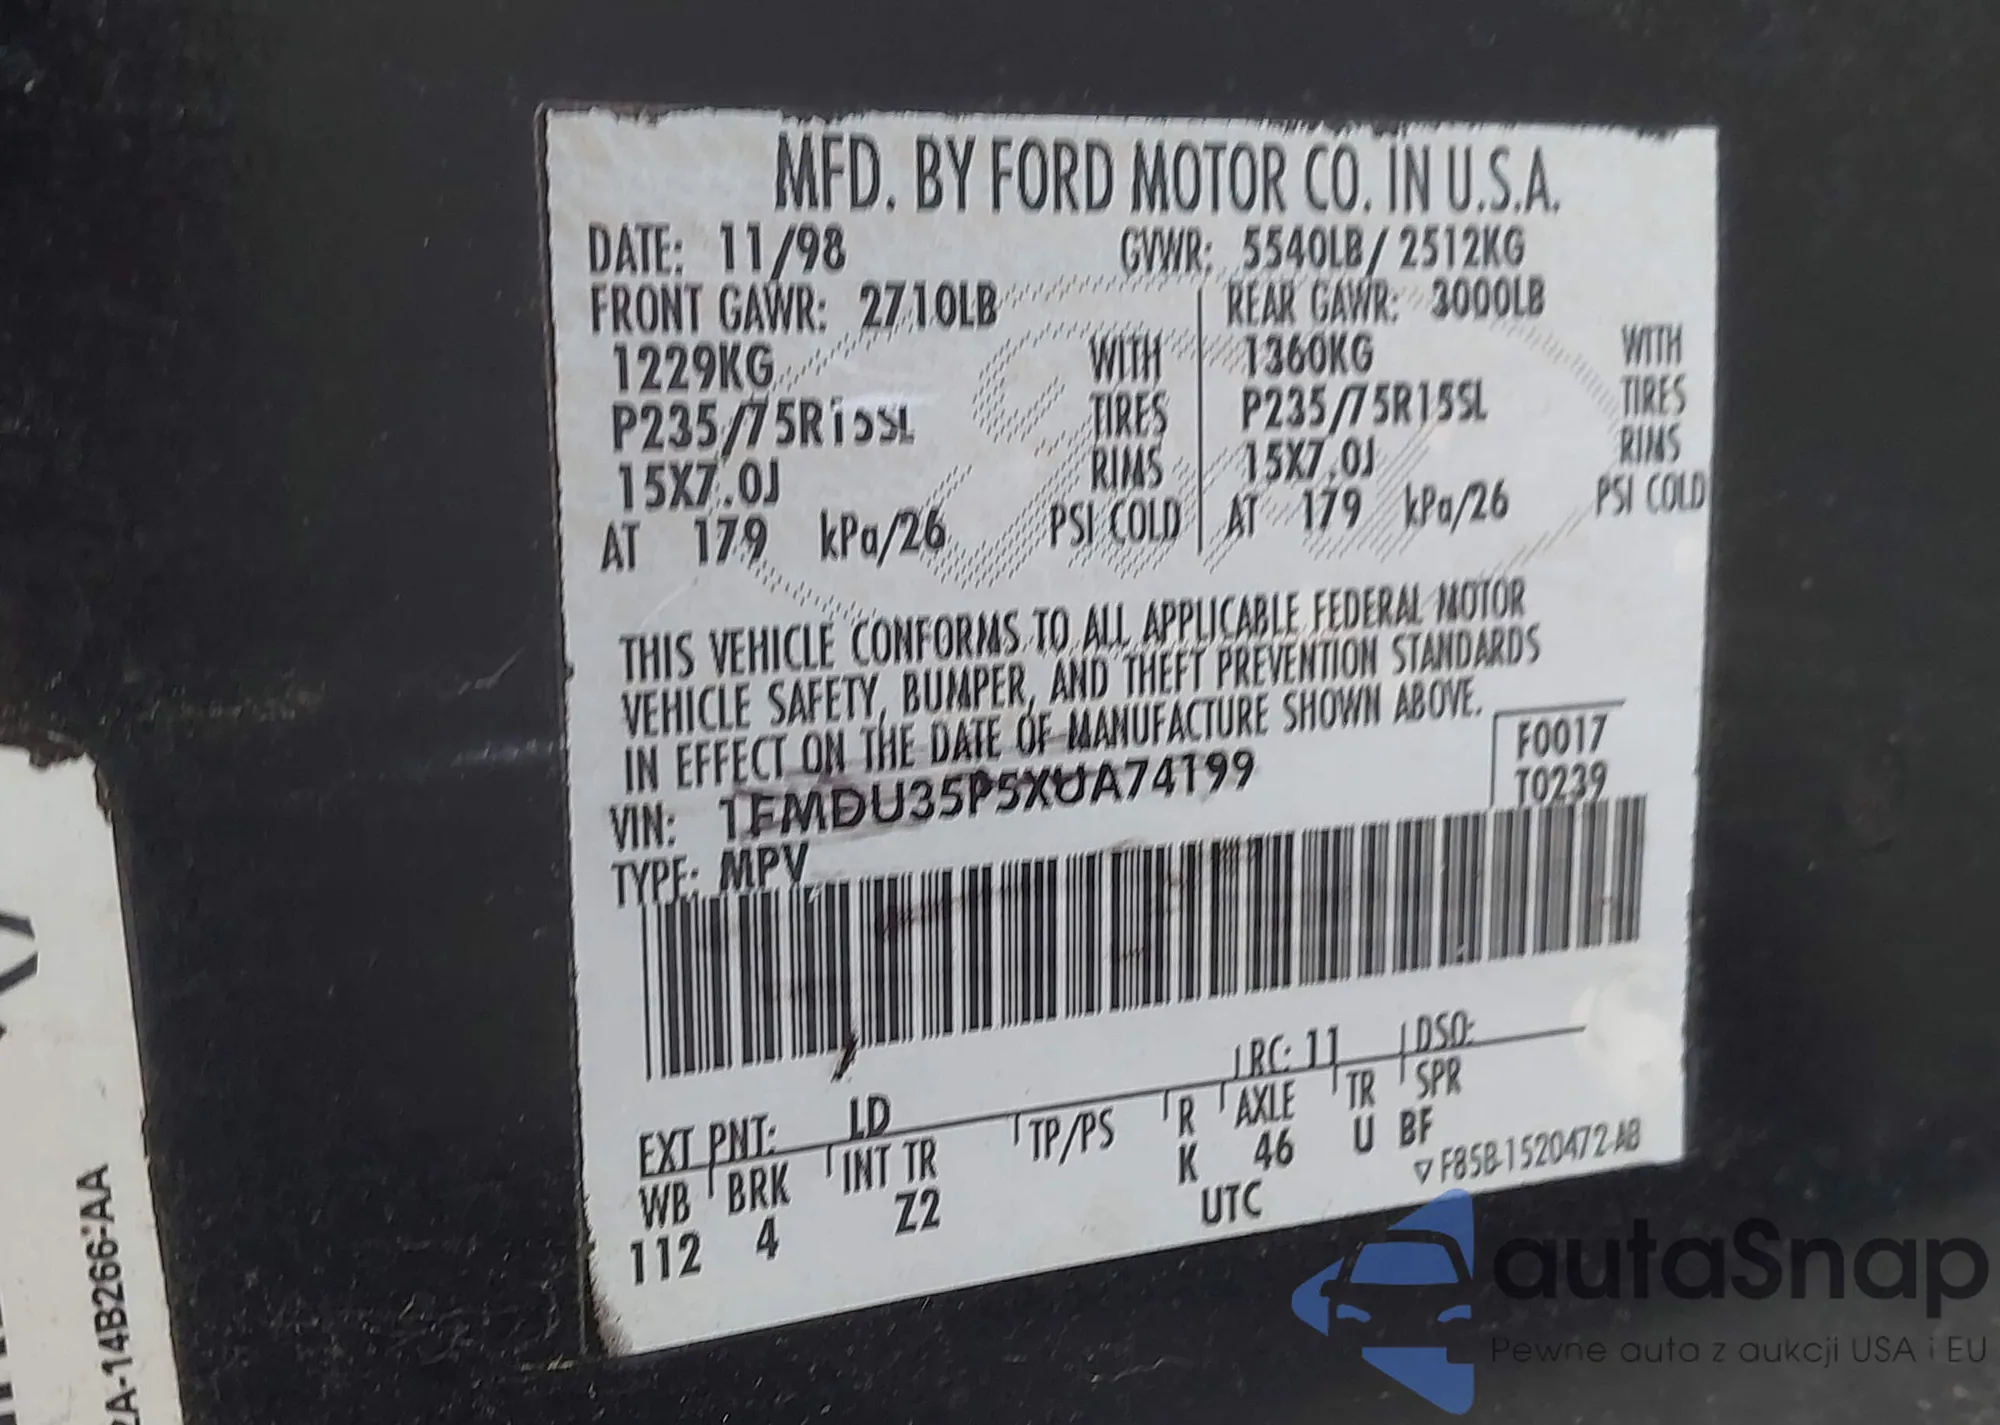 MFD. BY FORD MOTOR CO. IN U.S.A.
DATE: 11/98 GVWR: 5540LB/2512KG
FRONT GAWR: 2710LB REAR GAWR: 3000LB
1229KG WITH 1360KG WITH
P235/75R15SL TIRES P235/75R15SL TIRES
15X7.0J RIMS 15X7.0J RIMS
AT 179 kPa/26 PSI COLD AT 179 kPa/26 PSI COLD
THIS VEHICLE CONFORMS TO ALL APPLICABLE FEDERAL MOTOR
VEHICLE SAFETY, BUMPER, AND THEFT PREVENTION STANDARDS
IN EFFECT ON THE DATE OF MANUFACTURE SHOWN ABOVE.
F0017
VIN: 1FMDU35P5XUA74199
T0239
TYPE: MPV
RC: 11 DSO:
EXT PNT: LD
WB BRK INT TR TP/PS R AXLE TR SPR
112 4 Z2 K 46 U BF
UTC
F85B-1520472-AB
2A-14B266-AA
autaSnap
Pewne auta z aukcji USA i EU